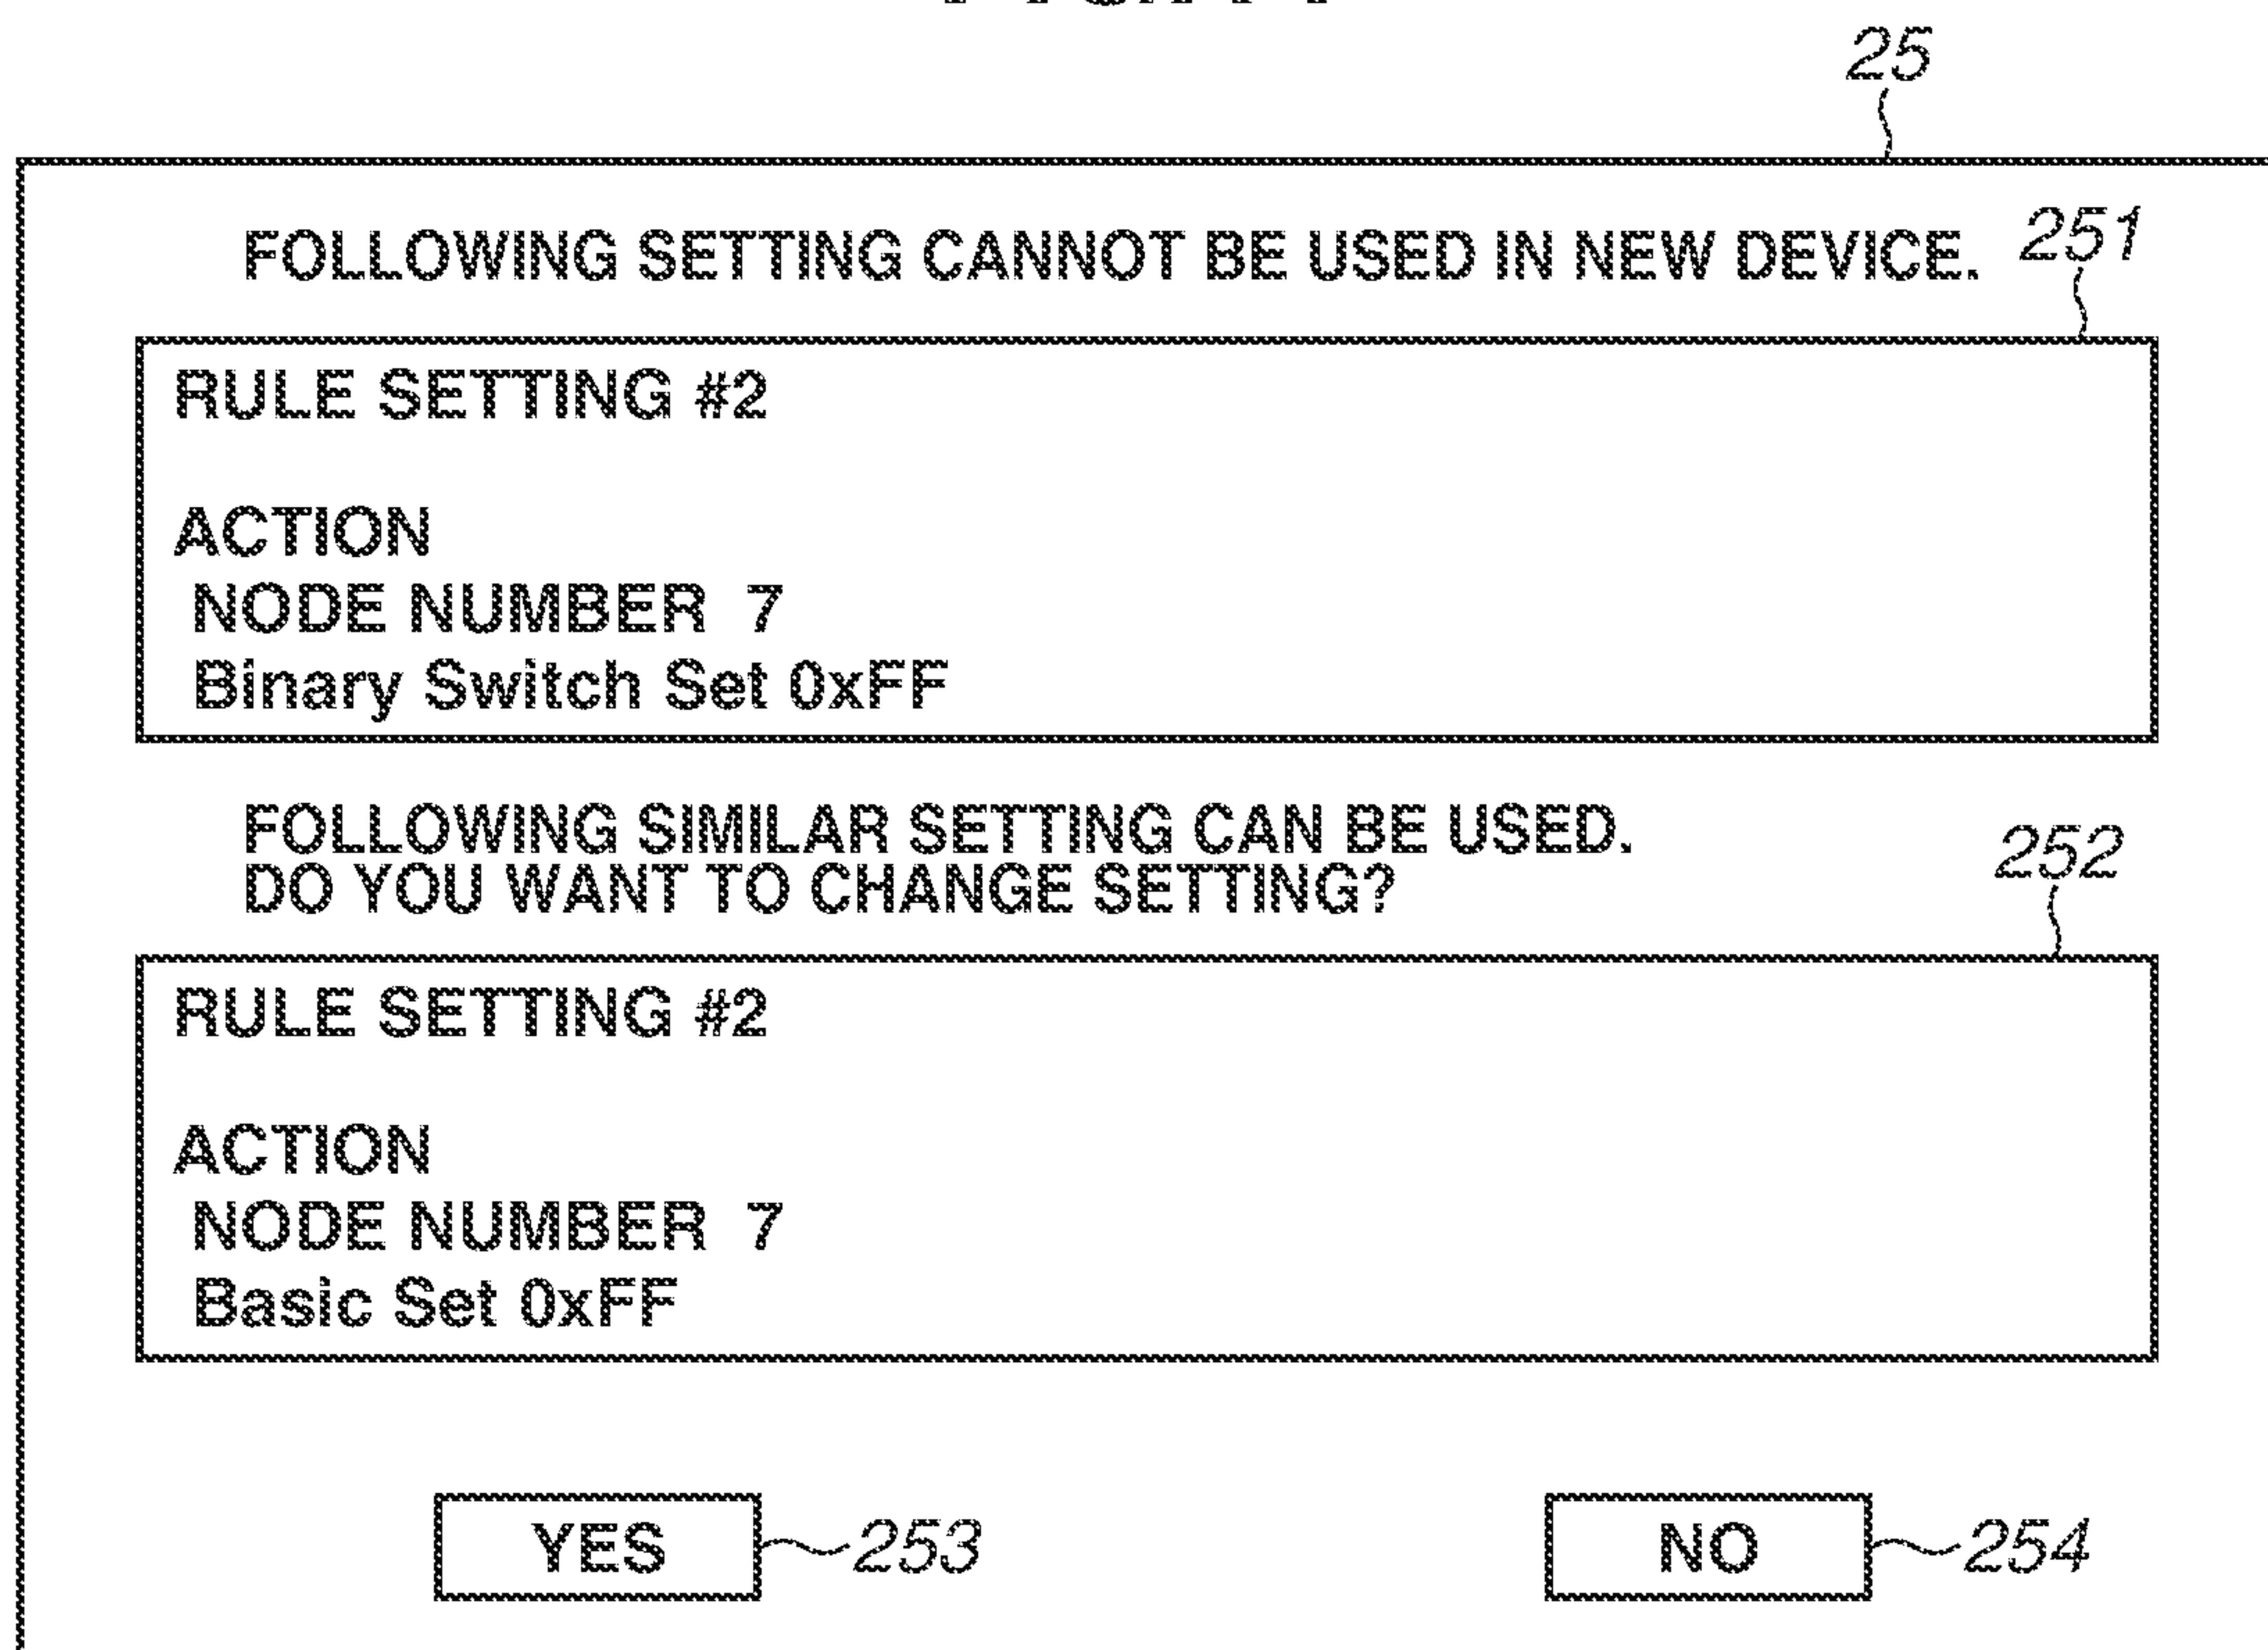 25
FOLLOWING SETTING CANNOT BE USED IN NEW DEVICE.
251
RULE SETTING #2
ACTION
NODE NUMBER 7
Binary Switch Set 0xFF
FOLLOWING SIMILAR SETTING CAN BE USED.
DO YOU WANT TO CHANGE SETTING?
252
RULE SETTING #2
ACTION
NODE NUMBER 7
Basic Set 0xFF
YES
253
NO
254